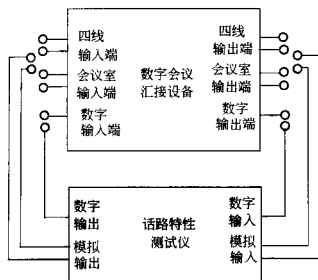 四线
输入端
会议室
输入端
数字
输入端
数字会议
汇接设备
四线
输出端
会议室
输出端
数字
输出端
数字
输出
模拟
输出
话路特性
测试仪
数字
输入
模拟
输入